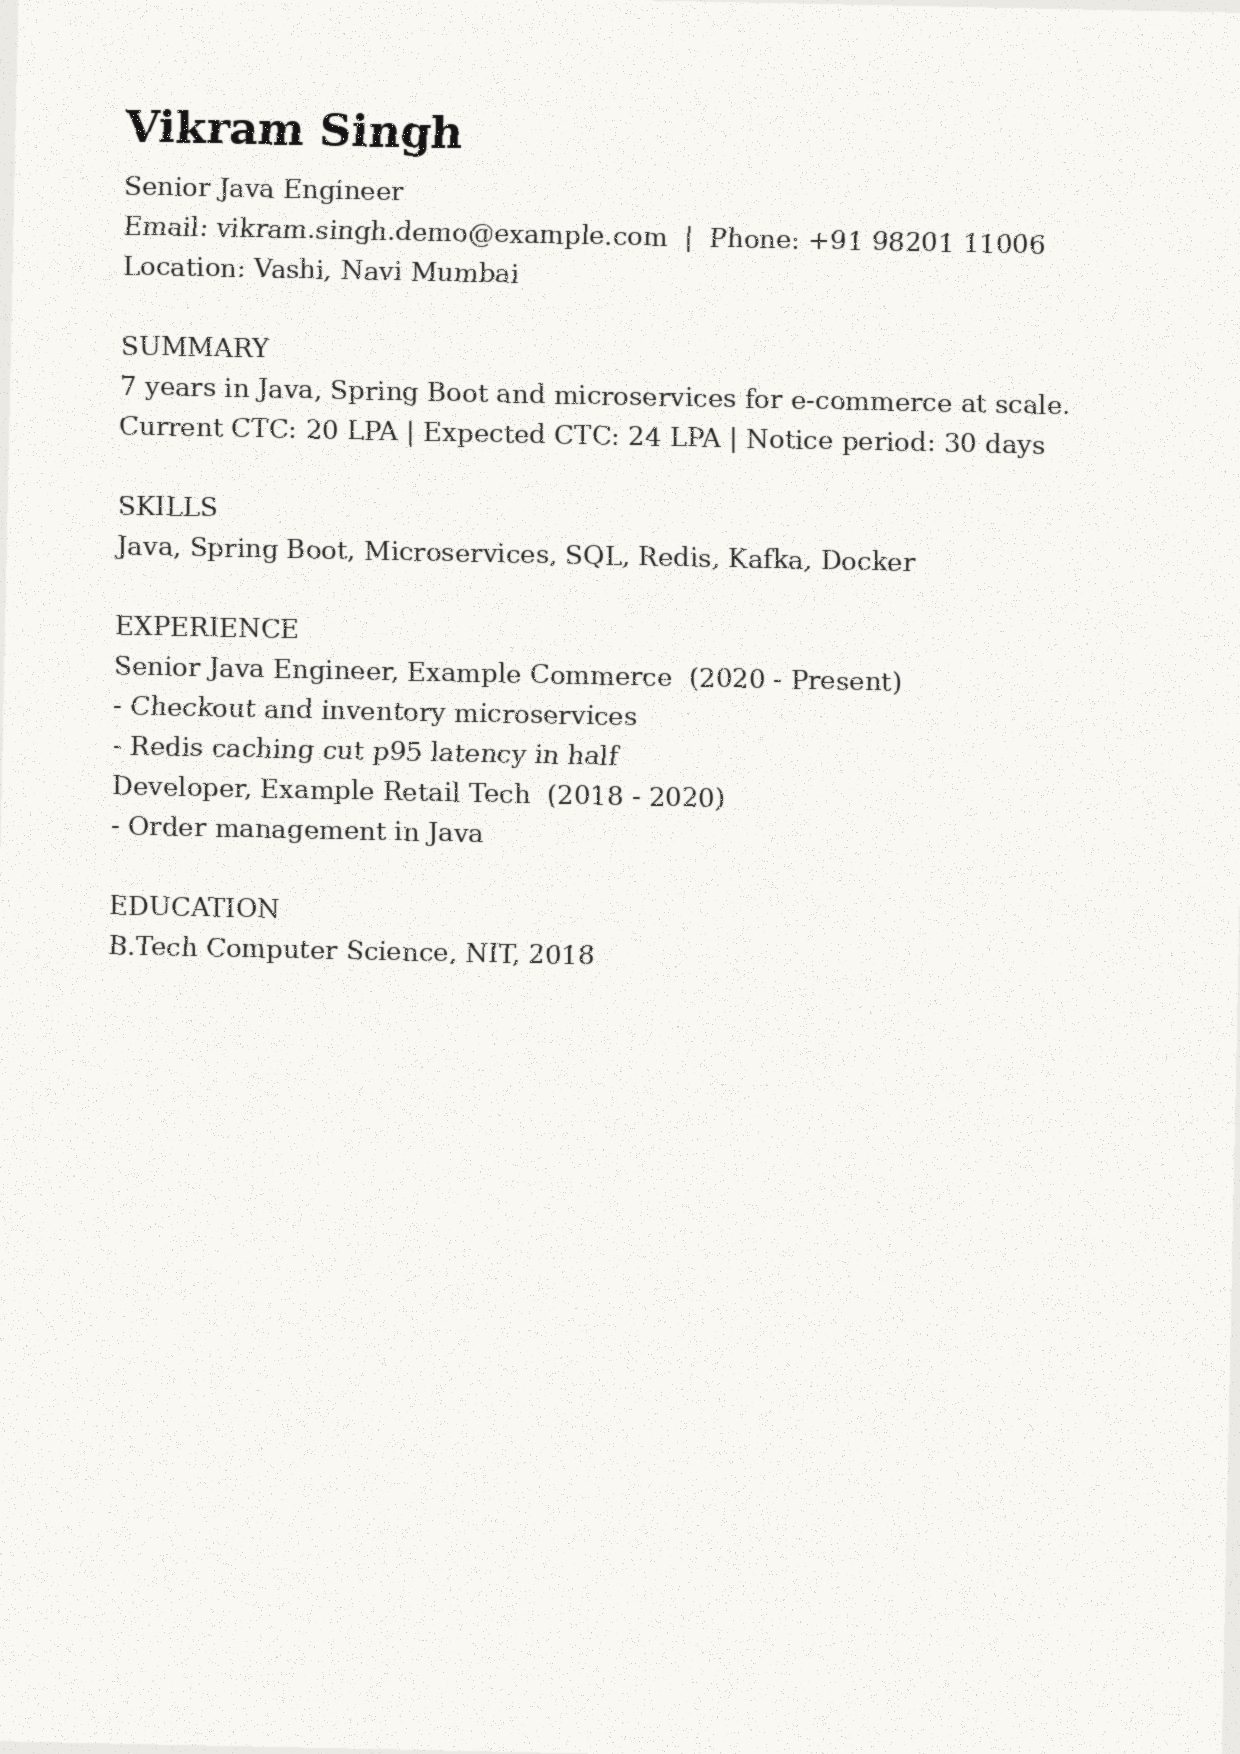 Vikram Singh
Senior Java Engineer
Email: vikram.singh.demo@example.com | Phone: +91 98201 11006
Location: Vashi, Navi Mumbai
SUMMARY
7 years in Java, Spring Boot and microservices for e-commerce at scale.
Current CTC: 20 LPA | Expected CTC: 24 LPA | Notice period: 30 days
SKILLS
Java, Spring Boot, Microservices, SQL, Redis, Kafka, Docker
EXPERIENCE
Senior Java Engineer, Example Commerce (2020 - Present)
- Checkout and inventory microservices
- Redis caching cut p95 latency in half
Developer, Example Retail Tech (2018 - 2020)
- Order management in Java
EDUCATION
B.Tech Computer Science, NIT, 2018